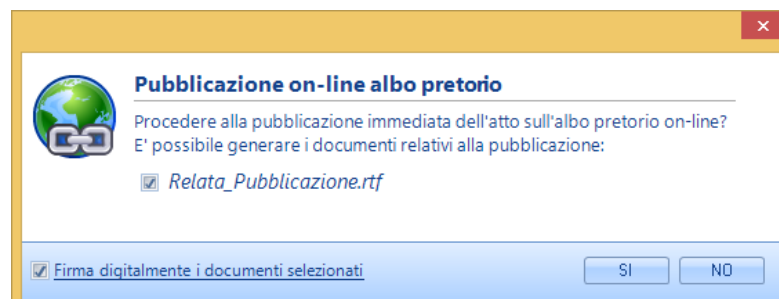 Pubblicazione on-line albo pretorio
Procedere alla pubblicazione immediata dell'atto sull'albo pretorio on-line?
E' possibile generare i documenti relativi alla pubblicazione:
Relata_Pubblicazione.rtf
Firma digitalmente i documenti selezionati
SI
NO